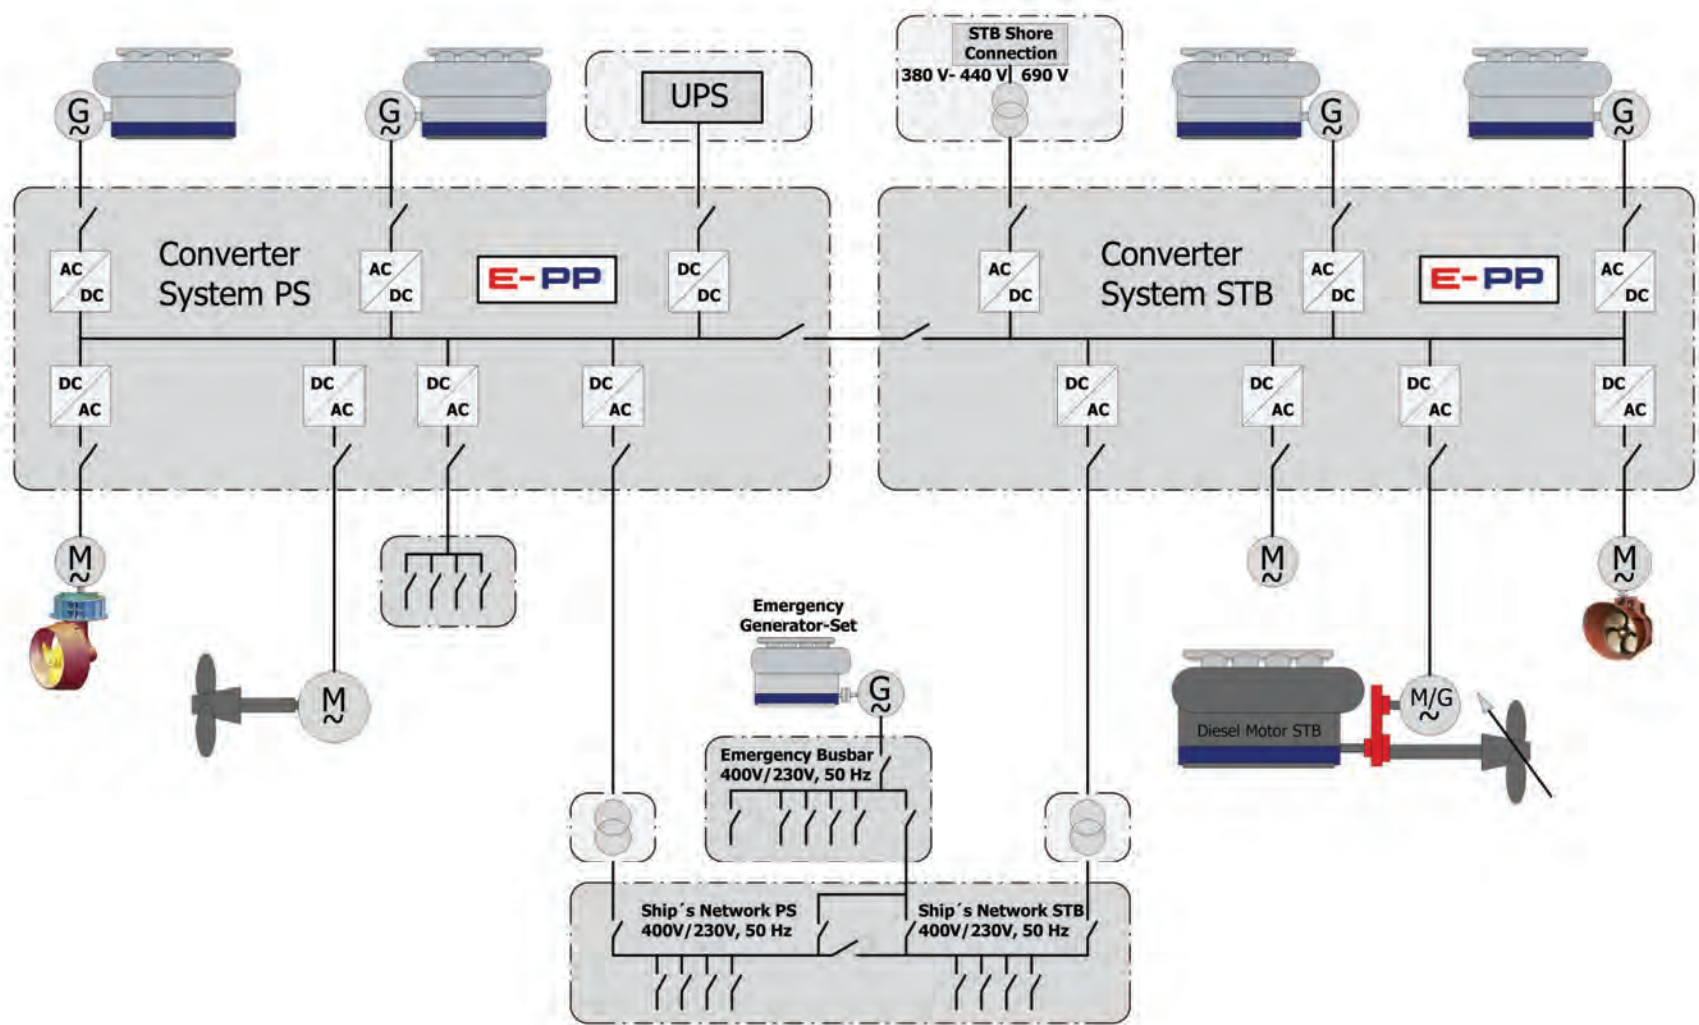 STB Shore
Connection
380 V- 440 V 690 V
G
~
G
~
UPS
G
~
G
~
AC
DC
Converter
System PS
AC
DC
E-PP
DC
DC
AC
DC
Converter
System STB
AC
DC
E-PP
AC
DC
DC
AC
DC
AC
DC
AC
DC
AC
DC
AC
DC
AC
DC
AC
DC
AC
M
~
M
~
M
~
Emergency
Generator-Set
G
~
M
~
M/G
~
Diesel Motor STB
Emergency Busbar
400V/230V, 50 Hz
Ship´s Network PS
400V/230V, 50 Hz
Ship´s Network STB
400V/230V, 50 Hz